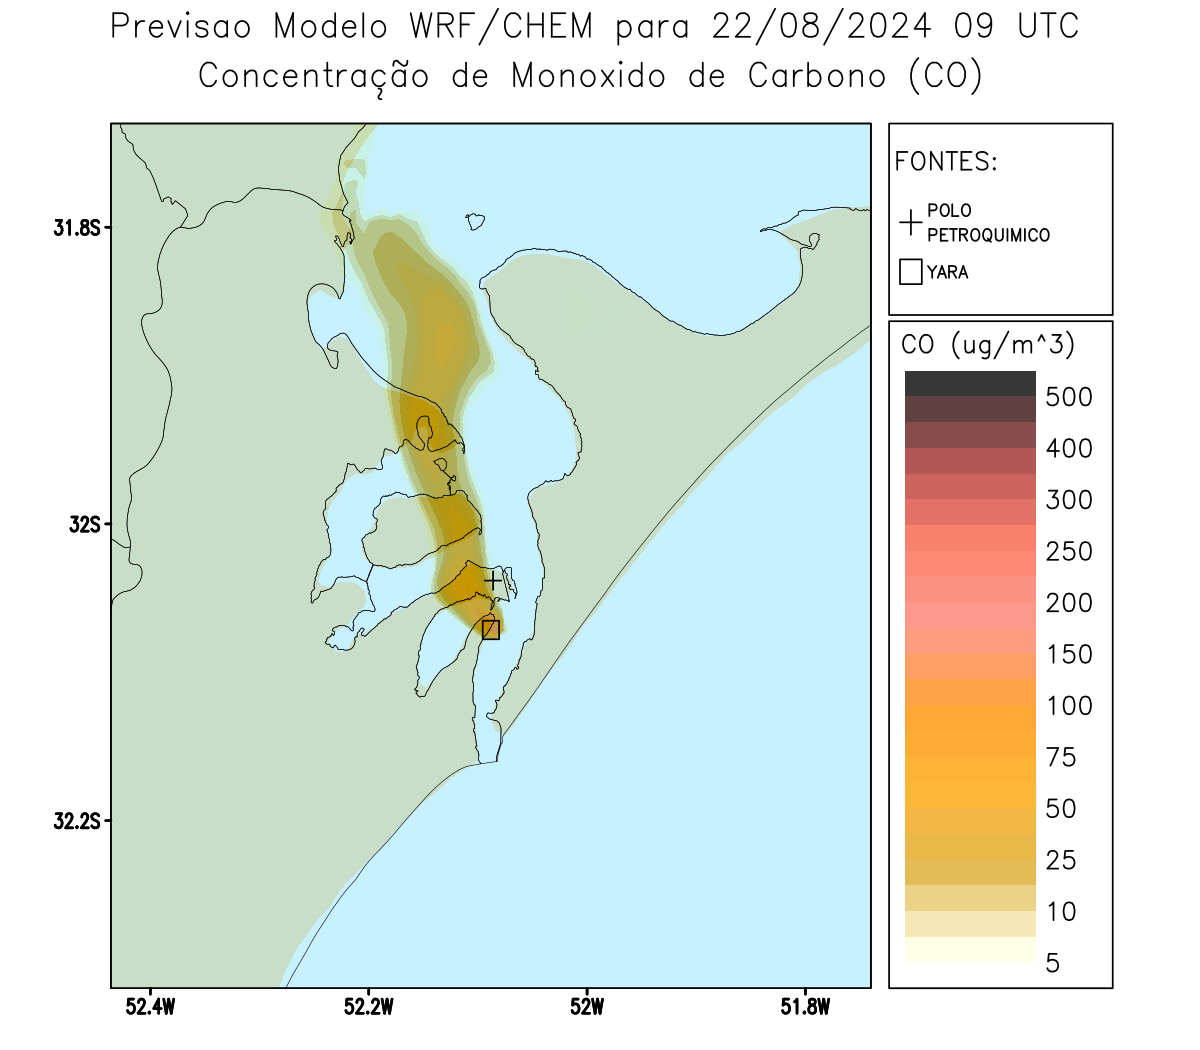 Previsao Modelo WRF/CHEM para 22/08/2024 09 UTC
Concentração de Monoxido de Carbono (CO)
FONTES:
POLO
PETROQUIMICO
YARA
CO (ug/m^3)
500
400
300
250
200
150
100
75
50
25
10
5
31.8S
32S
32.2S
52.4W
52.2W
52W
51.8W